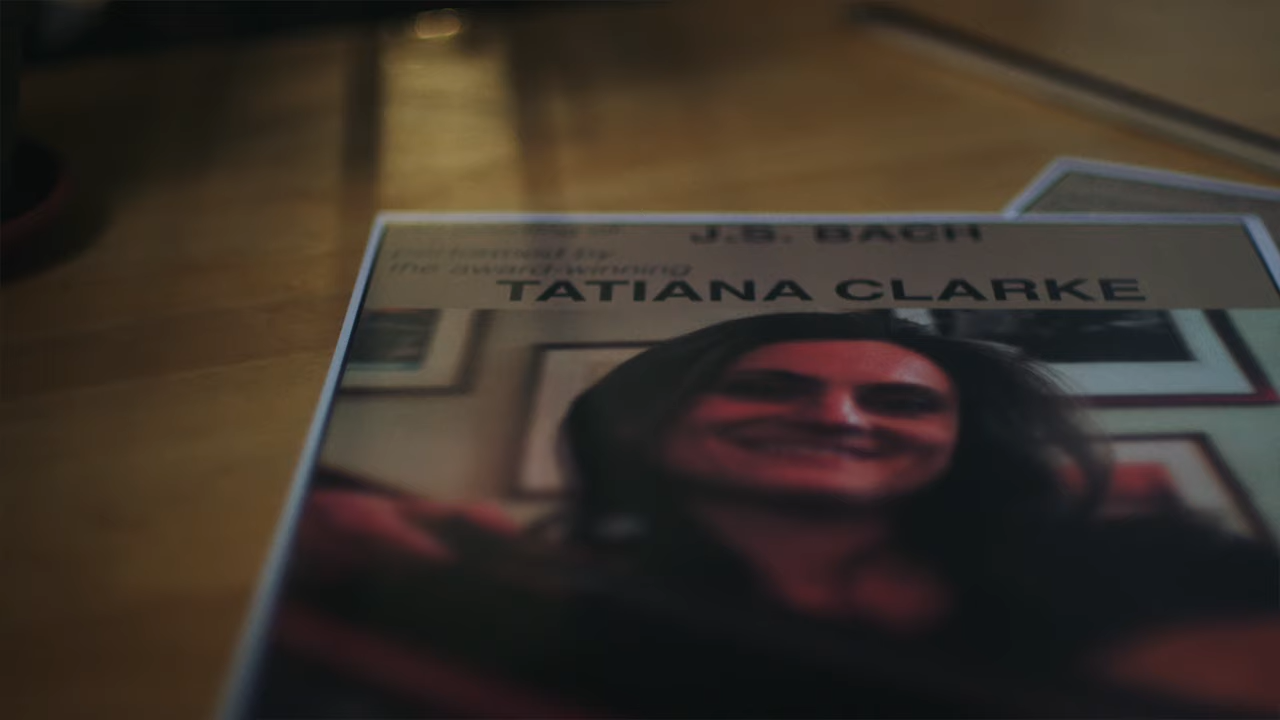 J.S. BACH
performed by
the award-winning
TATIANA CLARKE